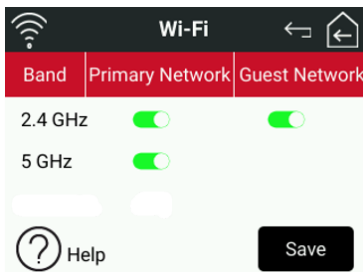 Wi-Fi
Band Primary Network Guest Network
2.4 GHz
5 GHz
? Help
Save